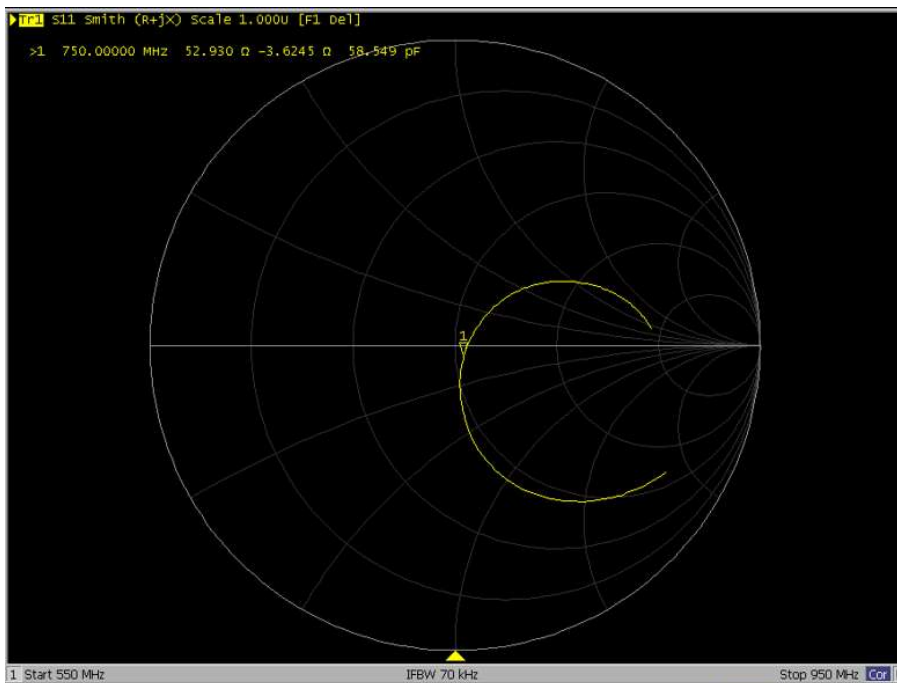 Tr1 S11 Smith (R+jX) Scale 1.000U [F1 Del]
>1 750.00000 MHz 52.930 Ω -3.6245 Ω 58.549 pF
1
1 Start 550 MHz IFBW 70 kHz Stop 950 MHz Cor